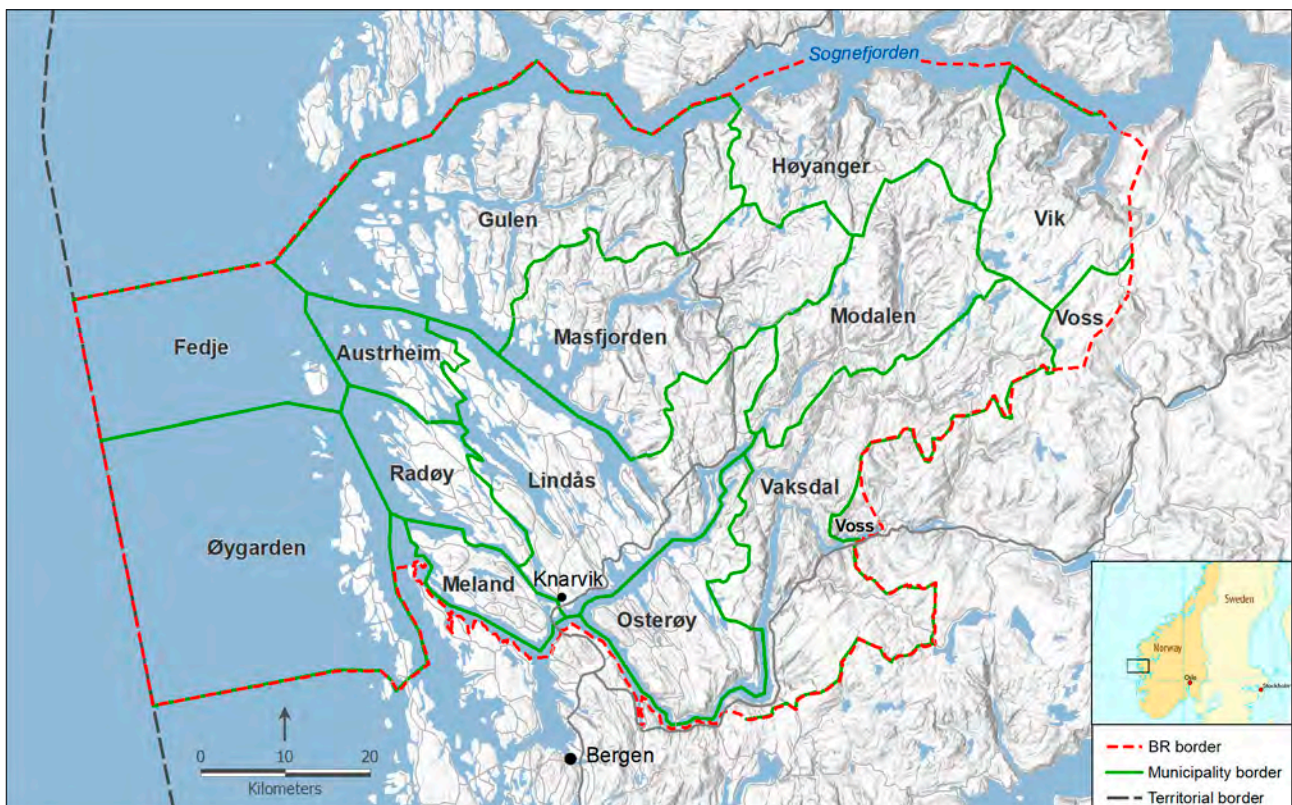 Sognefjorden
Høyanger
Gulen
Vik
Fedje
Austrheim
Masfjorden
Modalen
Voss
Radøy
Lindås
Vaksdal
Øygarden
Voss
Meland
Knarvik
Osterøy
Bergen
0 10 20
Kilometers
Sweden
Norway
Oslo
Stockholm
BR border
Municipality border
Territorial border